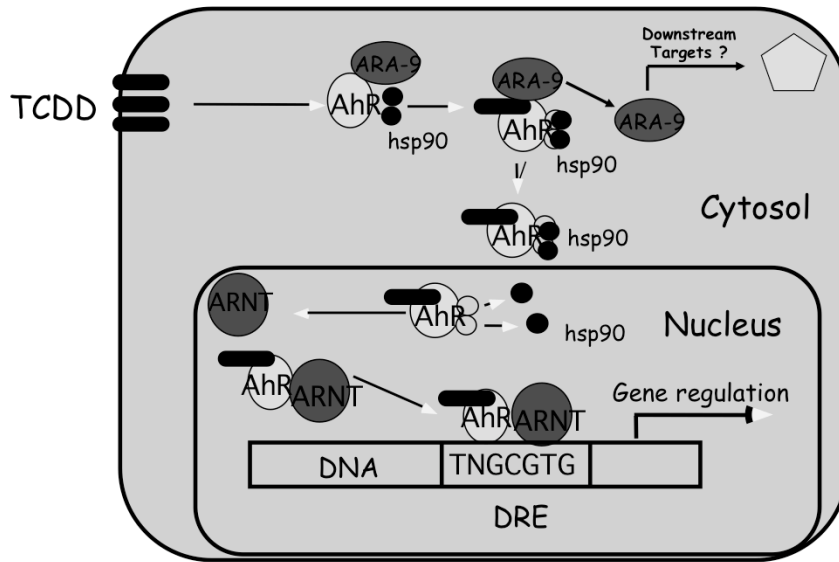 Downstream
Targets ?
TCDD
ARA-9
AhR
hsp90
ARA-9
AhR
hsp90
ARA-9
Cytosol
AhR
hsp90
ARNT
AhR
hsp90
Nucleus
AhR
ARNT
AhR
ARNT
Gene regulation
DNA
TNGCGTG
DRE